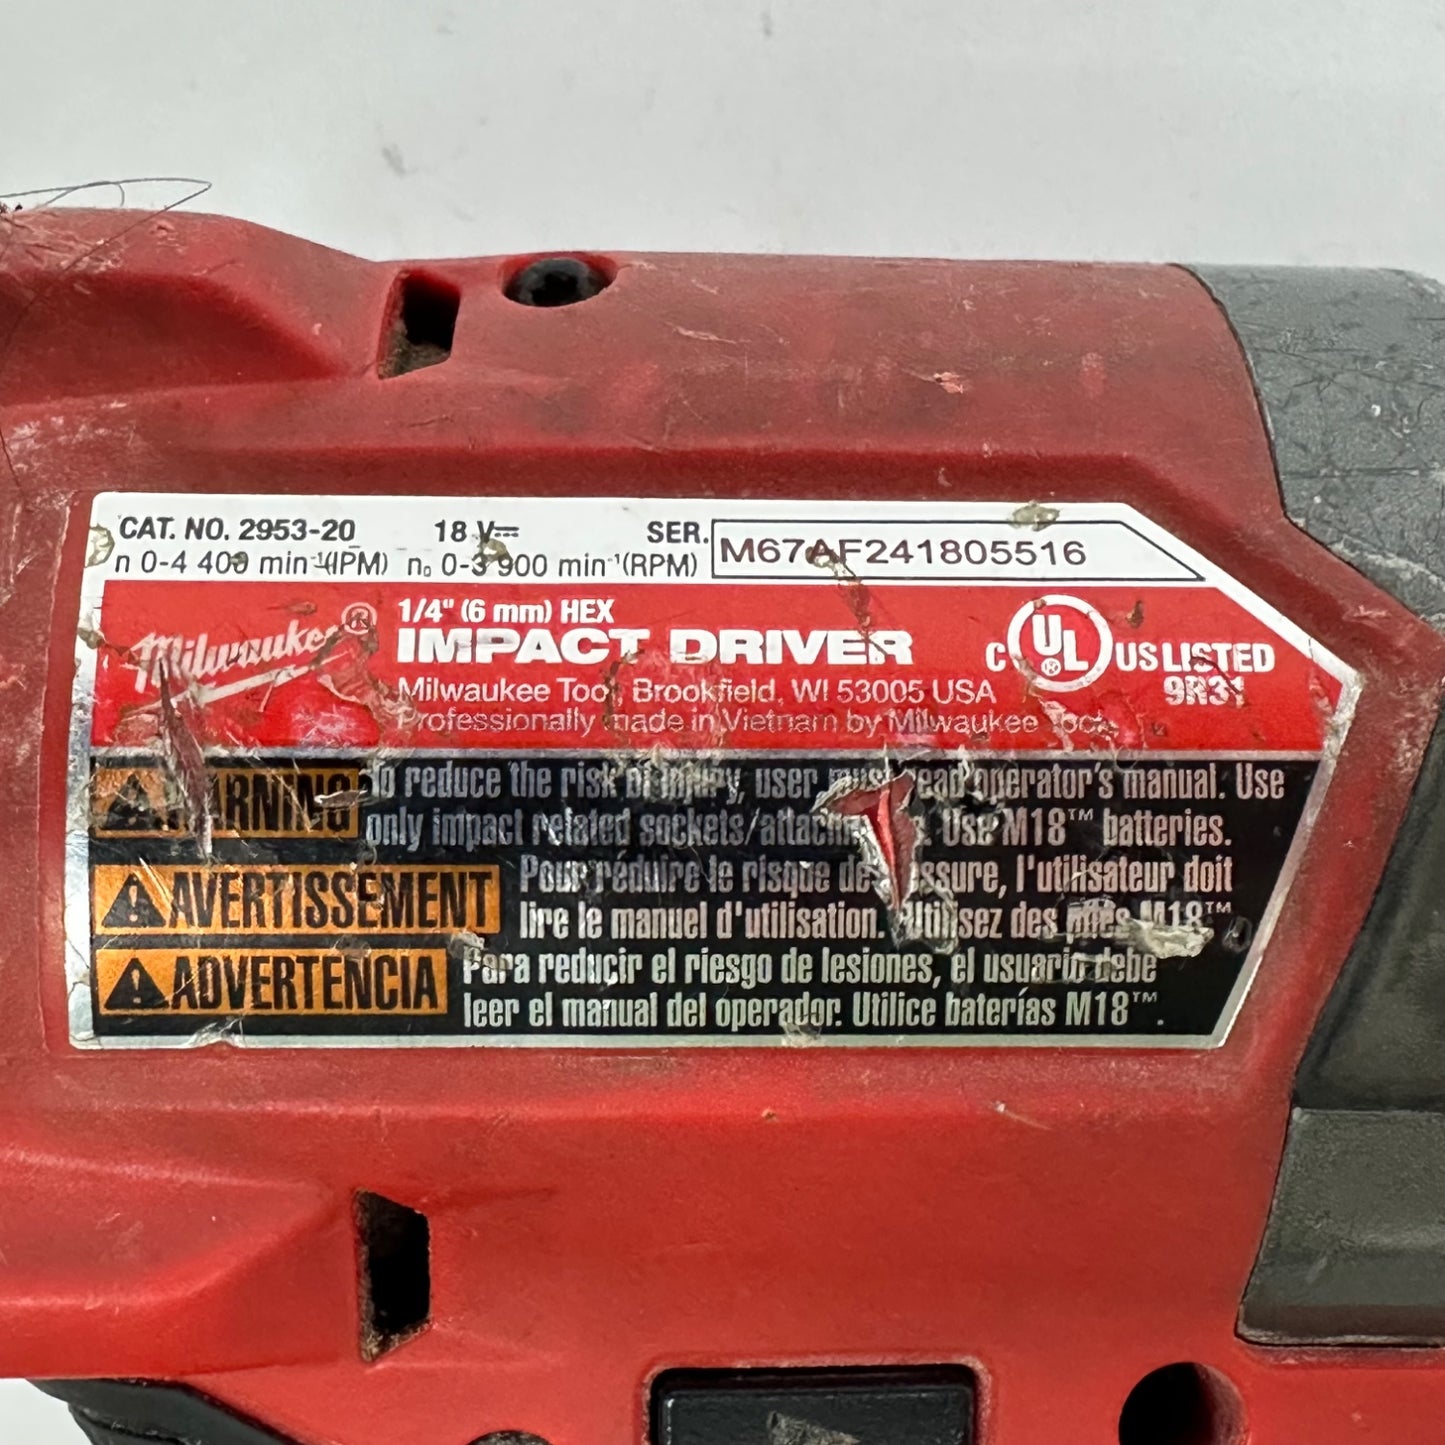 CAT. NO. 2953-20 18 V⎓ SER. M67AF241805516
n 0-4 400 min⁻¹(IPM) n₀ 0-3 900 min⁻¹(RPM)
Milwaukee® 1/4" (6 mm) HEX
IMPACT DRIVER
Milwaukee Tool, Brookfield, WI 53005 USA
Professionally made in Vietnam by Milwaukee Tool
C UL® US LISTED
9R31
WARNING To reduce the risk of injury, user must read operator's manual. Use
only impact related sockets/ Use M18™ batteries.
AVERTISSEMENT Pour réduire le risque de blessure, l'utilisateur doit
lire le manuel d'utilisation. Utilisez des piles M18™
ADVERTENCIA Para reducir el riesgo de lesiones, el usuario debe
leer el manual del operador. Utilice baterías M18™.